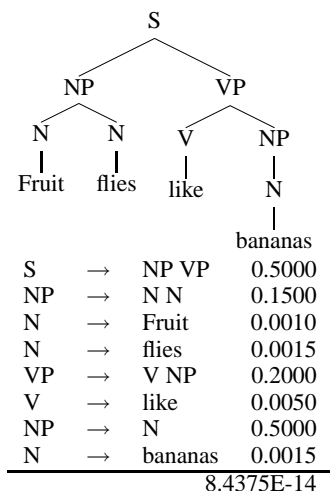 S
NP VP
N N V NP
Fruit flies like N
bananas
S → NP VP 0.5000
NP → N N 0.1500
N → Fruit 0.0010
N → flies 0.0015
VP → V NP 0.2000
V → like 0.0050
NP → N 0.5000
N → bananas 0.0015
8.4375E-14